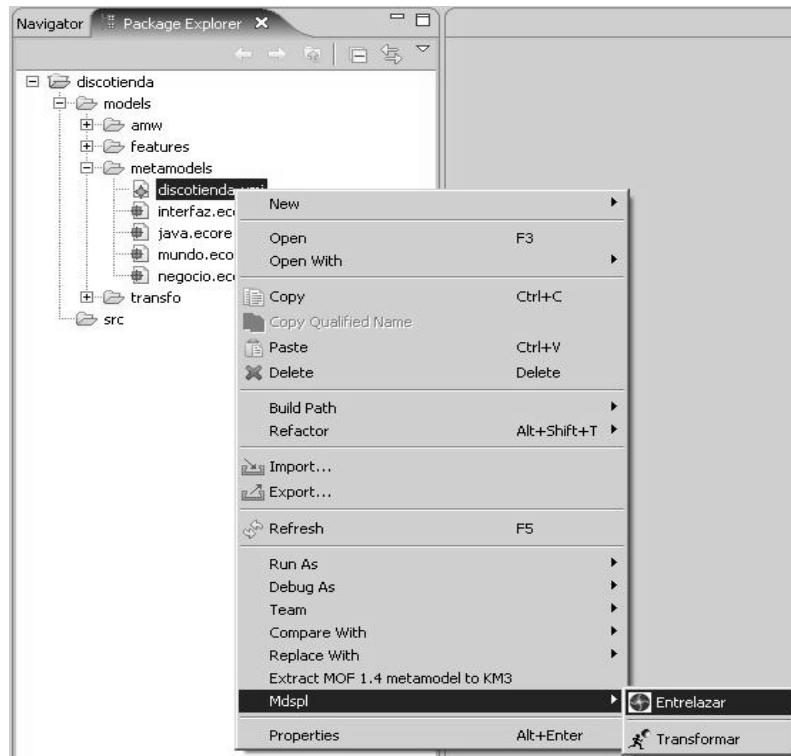 Navigator
Package Explorer
discotienda
models
amw
features
metamodels
discotienda.xmi
interfaz.eco
java.ecore
mundo.eco
negocio.eco
transfo
src
New
Open F3
Open With
Copy Ctrl+C
Copy Qualified Name
Paste Ctrl+V
Delete Delete
Build Path
Refactor Alt+Shift+T
Import...
Export...
Refresh F5
Run As
Debug As
Team
Compare With
Replace With
Extract MOF 1.4 metamodel to KM3
Mdspl
Entrelazar
Properties Alt+Enter
Transformar